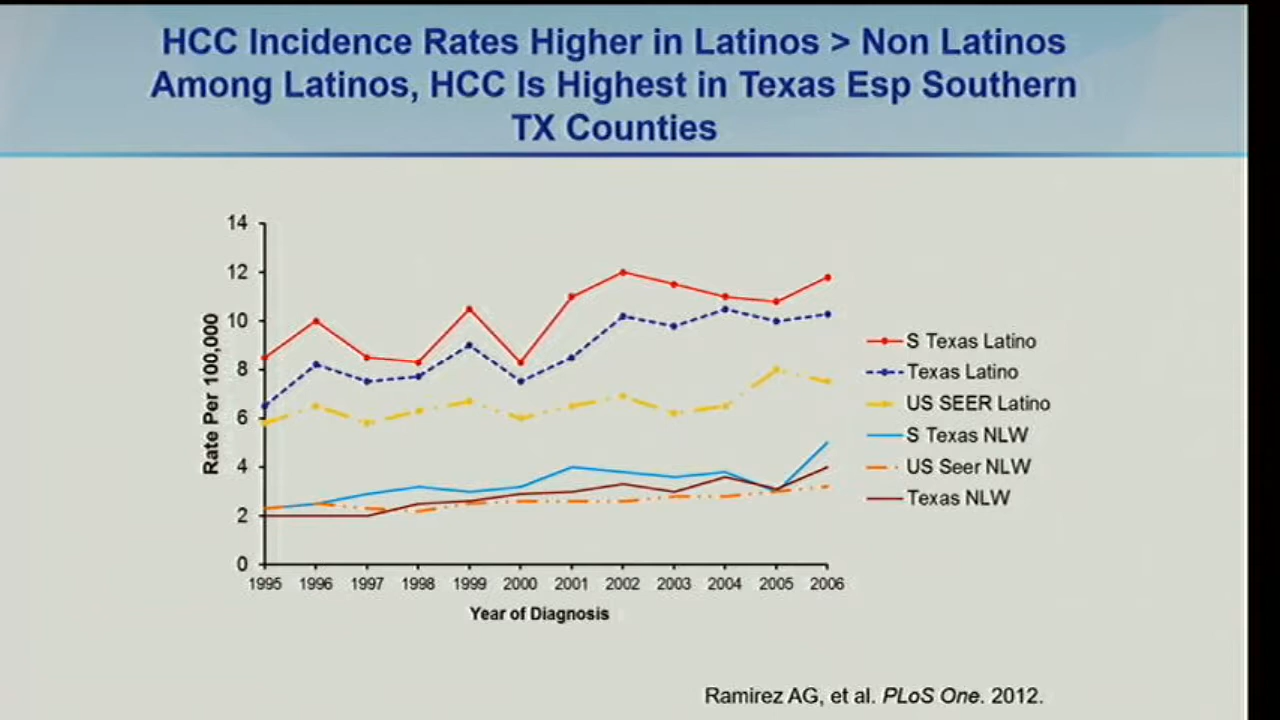 HCC Incidence Rates Higher in Latinos > Non Latinos
Among Latinos, HCC Is Highest in Texas Esp Southern
TX Counties
14
12
10
8
6
4
2
0
Rate Per 100,000
1995 1996 1997 1998 1999 2000 2001 2002 2003 2004 2005 2006
Year of Diagnosis
S Texas Latino
Texas Latino
US SEER Latino
S Texas NLW
US Seer NLW
Texas NLW
Ramirez AG, et al. PLoS One. 2012.